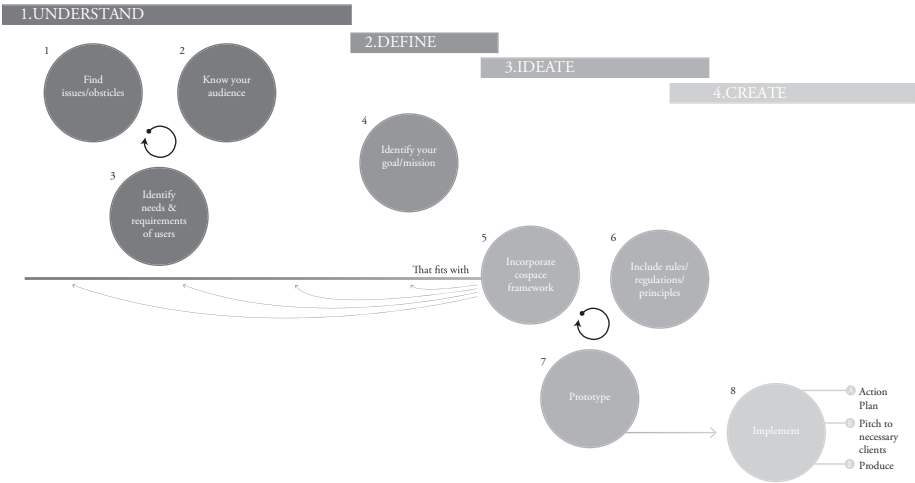 1.UNDERSTAND
2.DEFINE
3.IDEATE
4.CREATE
1
Find
issues/obsticles
2
Know your
audience
3
Identify
needs &
requirements
of users
4
Identify your
goal/mission
That fits with
5
Incorporate
cospace
framework
6
Include rules/
regulations/
principles
7
Prototype
8
Implement
A
Action
Plan
B
Pitch to
necessary
clients
Produce